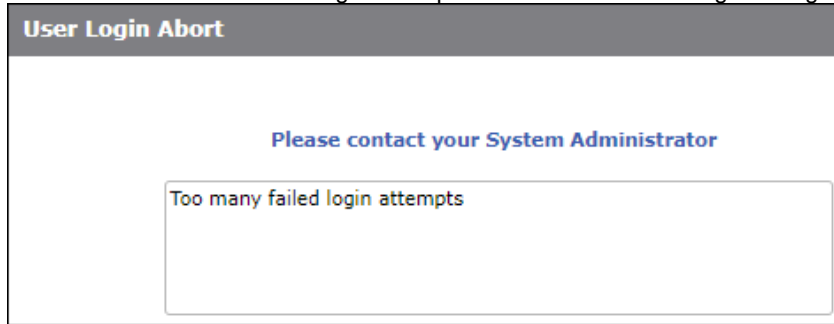 User Login Abort
Please contact your System Administrator
Too many failed login attempts